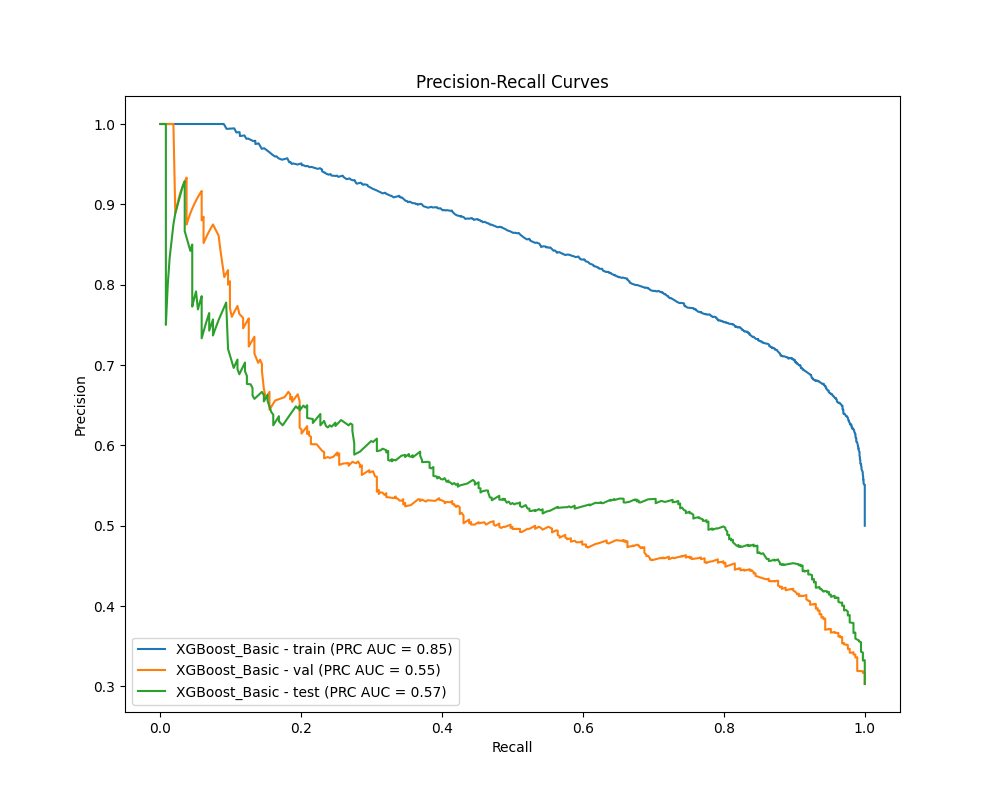 Precision-Recall Curves
1.0
0.9
0.8
0.7
0.6
0.5
0.4
0.3
Precision
XGBoost_Basic - train (PRC AUC = 0.85)
XGBoost_Basic - val (PRC AUC = 0.55)
XGBoost_Basic - test (PRC AUC = 0.57)
0.0 0.2 0.4 0.6 0.8 1.0
Recall